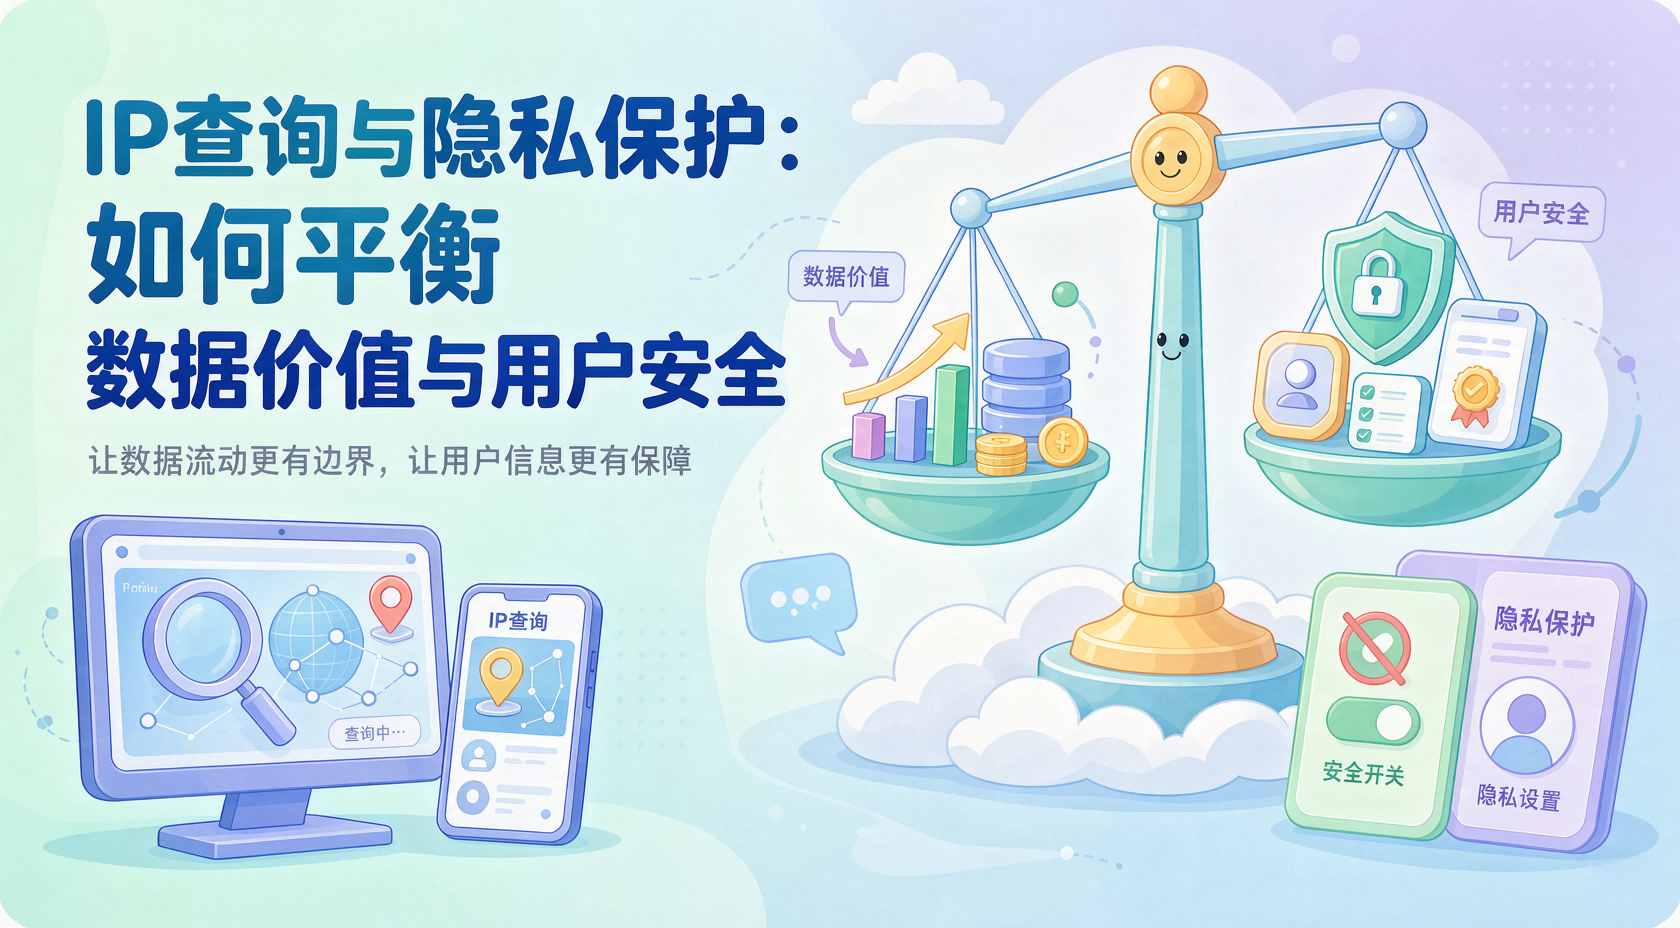 IP查询与隐私保护：
如何平衡
数据价值与用户安全
让数据流动更有边界，让用户信息更有保障
数据价值
用户安全
IP查询
查询中…
隐私保护
安全开关
隐私设置